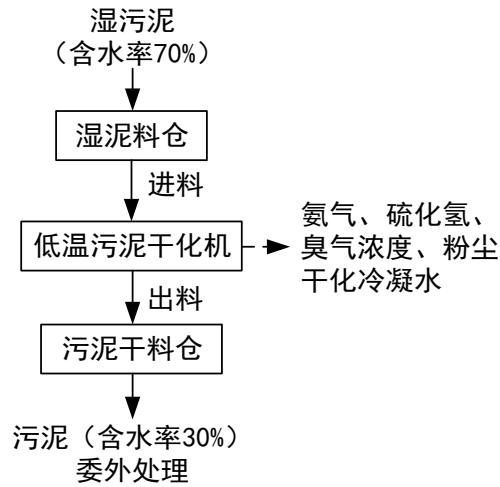 湿污泥
（含水率70%）
湿泥料仓
进料
低温污泥干化机
氨气、硫化氢、
臭气浓度、粉尘
干化冷凝水
出料
污泥干料仓
污泥（含水率30%）
委外处理